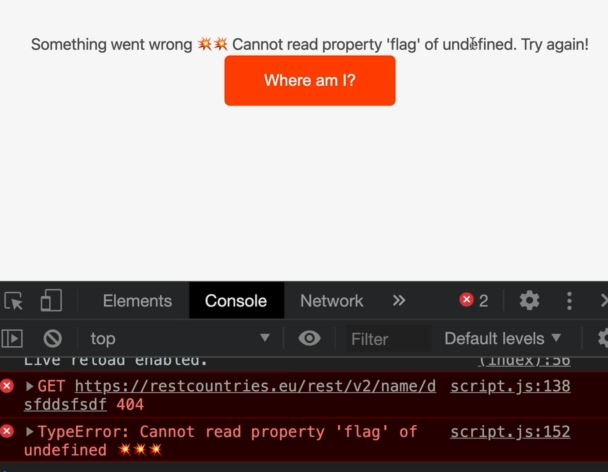 Something went wrong 💥💥 Cannot read property 'flag' of undefined. Try again!
Where am I?
Elements Console Network » 2
top Filter Default levels
Live reload enabled. (index):56
GET https://restcountries.eu/rest/v2/name/d script.js:138
sfddsfsdf 404
TypeError: Cannot read property 'flag' of script.js:152
undefined 💥💥💥